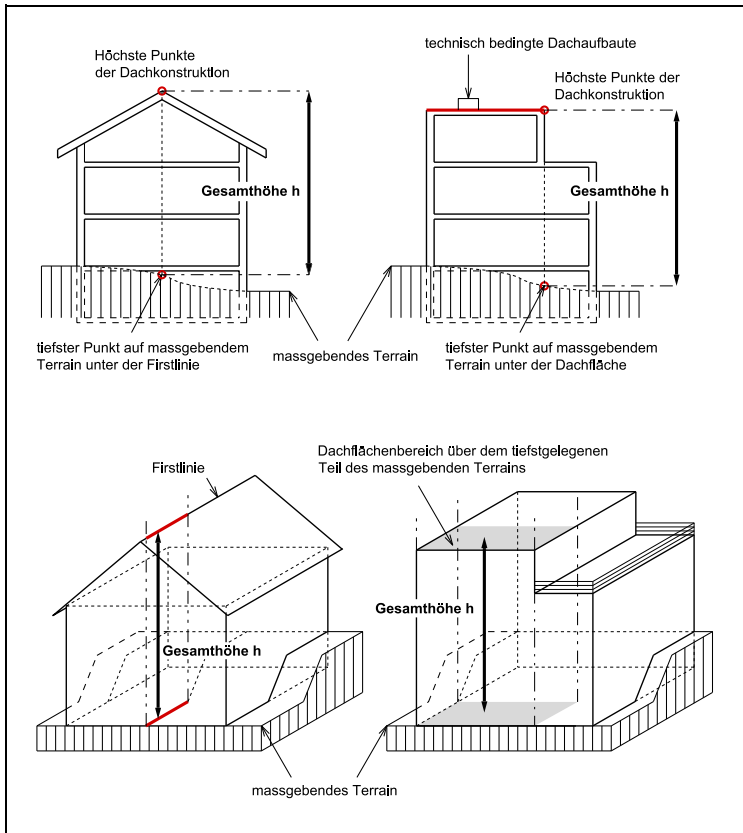 Höchste Punkte
der Dachkonstruktion
technisch bedingte Dachaufbaute
Höchste Punkte der
Dachkonstruktion
Gesamthöhe h
Gesamthöhe h
tiefster Punkt auf massgebendem
Terrain unter der Firstlinie
massgebendes Terrain
tiefster Punkt auf massgebendem
Terrain unter der Dachfläche
Firstlinie
Dachflächenbereich über dem tiefstgelegenen
Teil des massgebenden Terrains
Gesamthöhe h
Gesamthöhe h
massgebendes Terrain